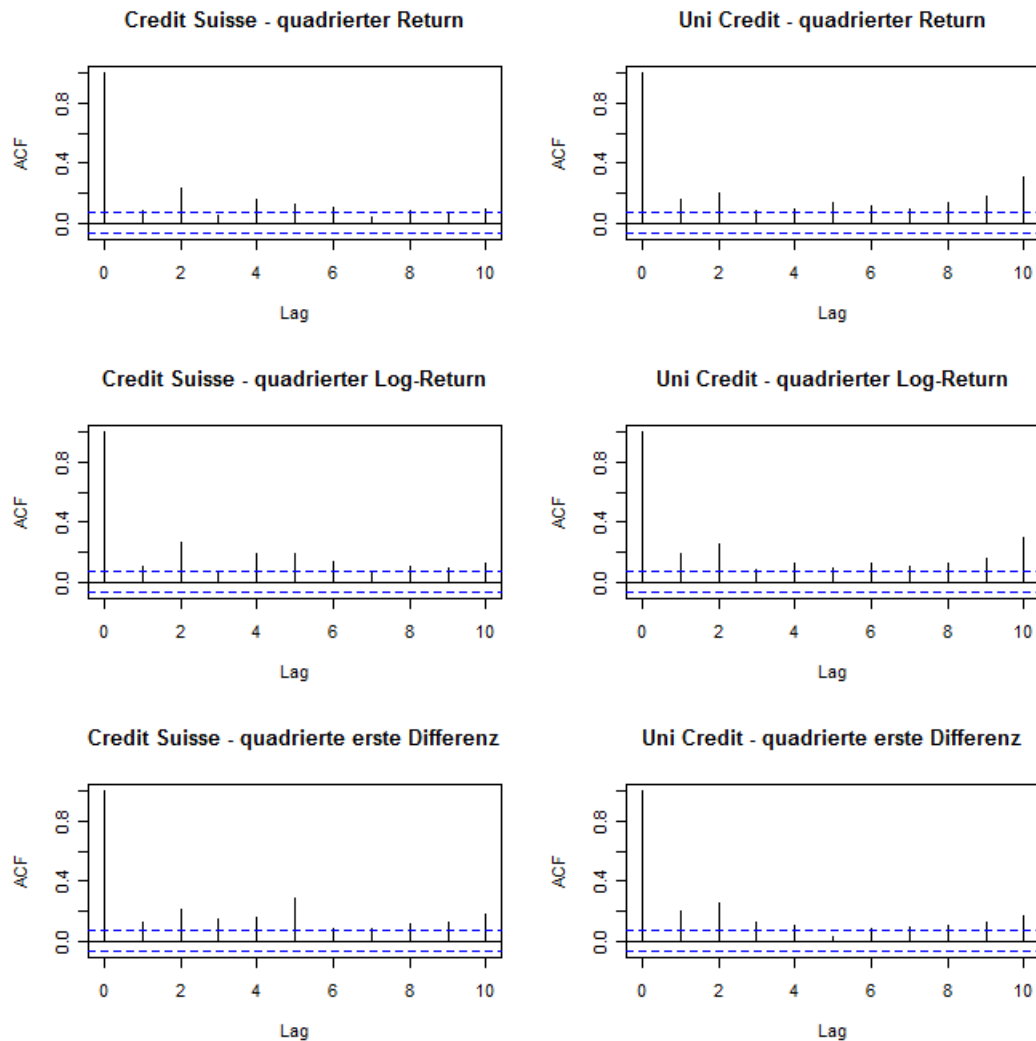 Credit Suisse - quadrierter Return
ACF
0.8
0.4
0.0
0 2 4 6 8 10
Lag
Uni Credit - quadrierter Return
ACF
0.8
0.4
0.0
0 2 4 6 8 10
Lag
Credit Suisse - quadrierter Log-Return
ACF
0.8
0.4
0.0
0 2 4 6 8 10
Lag
Uni Credit - quadrierter Log-Return
ACF
0.8
0.4
0.0
0 2 4 6 8 10
Lag
Credit Suisse - quadrierte erste Differenz
ACF
0.8
0.4
0.0
0 2 4 6 8 10
Lag
Uni Credit - quadrierte erste Differenz
ACF
0.8
0.4
0.0
0 2 4 6 8 10
Lag